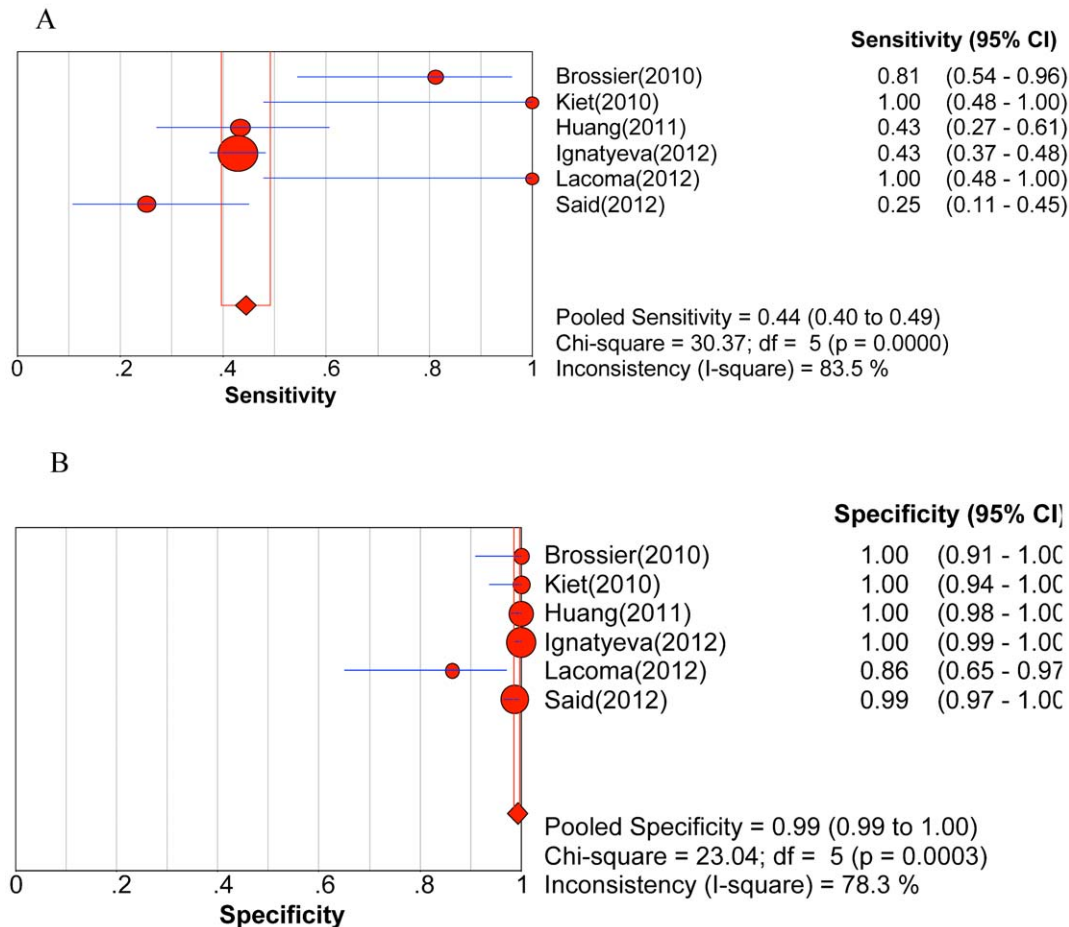 A
Sensitivity (95% CI)
Brossier(2010) 0.81 (0.54 - 0.96)
Kiet(2010) 1.00 (0.48 - 1.00)
Huang(2011) 0.43 (0.27 - 0.61)
Ignatyeva(2012) 0.43 (0.37 - 0.48)
Lacoma(2012) 1.00 (0.48 - 1.00)
Said(2012) 0.25 (0.11 - 0.45)
Pooled Sensitivity = 0.44 (0.40 to 0.49)
Chi-square = 30.37; df = 5 (p = 0.0000)
Inconsistency (I-square) = 83.5 %
0 .2 .4 .6 .8 1
Sensitivity
B
Specificity (95% CI)
Brossier(2010) 1.00 (0.91 - 1.00
Kiet(2010) 1.00 (0.94 - 1.00
Huang(2011) 1.00 (0.98 - 1.00
Ignatyeva(2012) 1.00 (0.99 - 1.00
Lacoma(2012) 0.86 (0.65 - 0.97
Said(2012) 0.99 (0.97 - 1.00
Pooled Specificity = 0.99 (0.99 to 1.00)
Chi-square = 23.04; df = 5 (p = 0.0003)
Inconsistency (I-square) = 78.3 %
0 .2 .4 .6 .8 1
Specificity